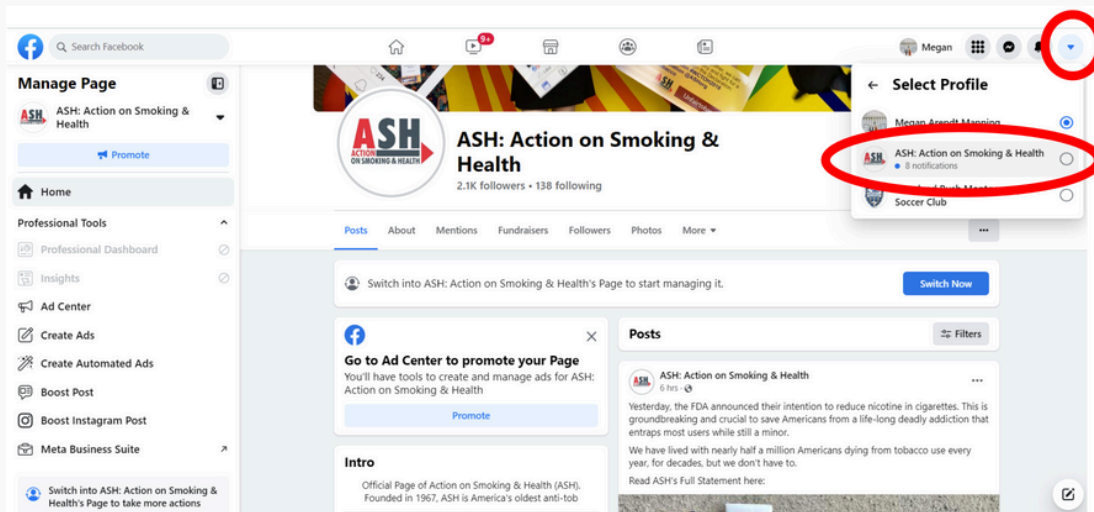 Search Facebook
9+
Megan
Manage Page
ASH: Action on Smoking &
Health
Promote
Home
Professional Tools
Professional Dashboard
Insights
Ad Center
Create Ads
Create Automated Ads
Boost Post
Boost Instagram Post
Meta Business Suite
Switch into ASH: Action on Smoking &
Health's Page to take more actions
ASH
ACTION
ON SMOKING & HEALTH
ASH: Action on Smoking &
Health
2.1K followers • 138 following
Posts About Mentions Fundraisers Followers Photos More
Switch into ASH: Action on Smoking & Health's Page to start managing it.
Switch Now
Go to Ad Center to promote your Page
You'll have tools to create and manage ads for ASH:
Action on Smoking & Health
Promote
Intro
Official Page of Action on Smoking & Health (ASH).
Founded in 1967, ASH is America's oldest anti-tob
Posts
Filters
ASH: Action on Smoking & Health
6 hrs
Yesterday, the FDA announced their intention to reduce nicotine in cigarettes. This is
groundbreaking and crucial to save Americans from a life-long deadly addiction that
entraps most users while still a minor.
We have lived with nearly half a million Americans dying from tobacco use every
year, for decades, but we don't have to.
Read ASH's Full Statement here:
Select Profile
Megan Arendt Manning
ASH: Action on Smoking & Health
8 notifications
Soccer Club